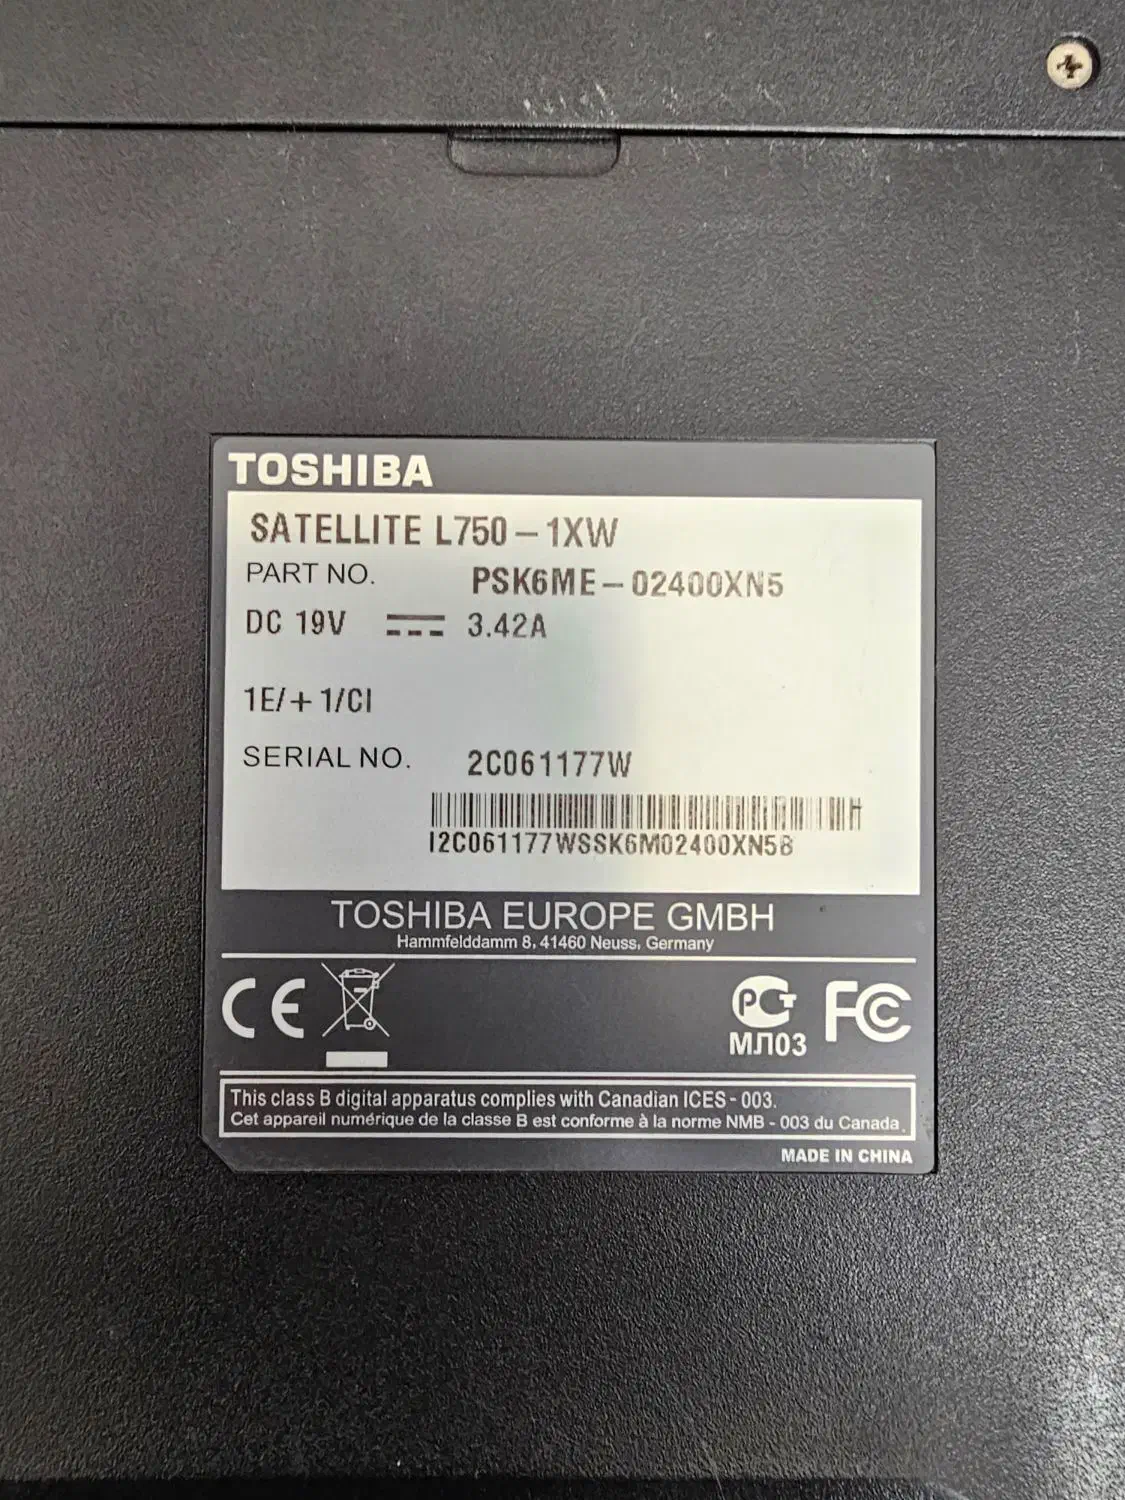 TOSHIBA
SATELLITE L750-1XW
PART NO. PSK6ME-02400XN5
DC 19V 3.42A
1E/+1/CI
SERIAL NO. 2C061177W
I2C061177WSSK6M02400XN5B
TOSHIBA EUROPE GMBH
Hammfelddamm 8, 41460 Neuss, Germany
CE PCT FC
МЛ03
This class B digital apparatus complies with Canadian ICES - 003.
Cet appareil numérique de la classe B est conforme à la norme NMB - 003 du Canada.
MADE IN CHINA